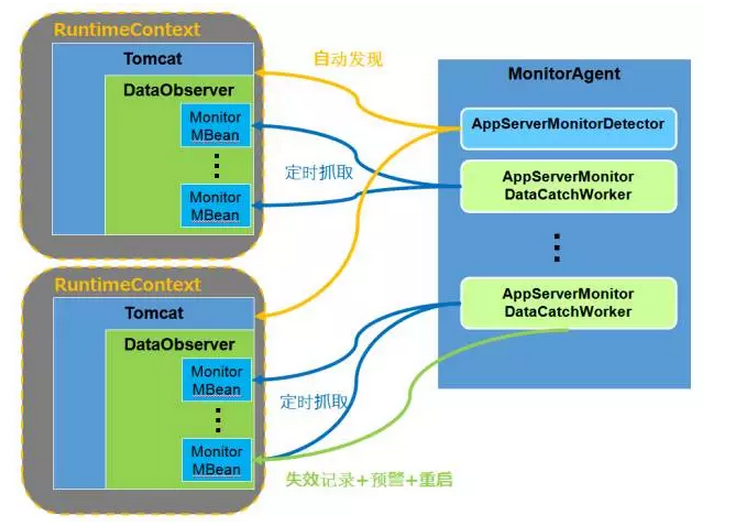 RuntimeContext
Tomcat
DataObserver
Monitor
MBean
Monitor
MBean
RuntimeContext
Tomcat
DataObserver
Monitor
MBean
Monitor
MBean
自动发现
定时抓取
定时抓取
失效记录+预警+重启
MonitorAgent
AppServerMonitorDetector
AppServerMonitor
DataCatchWorker
AppServerMonitor
DataCatchWorker